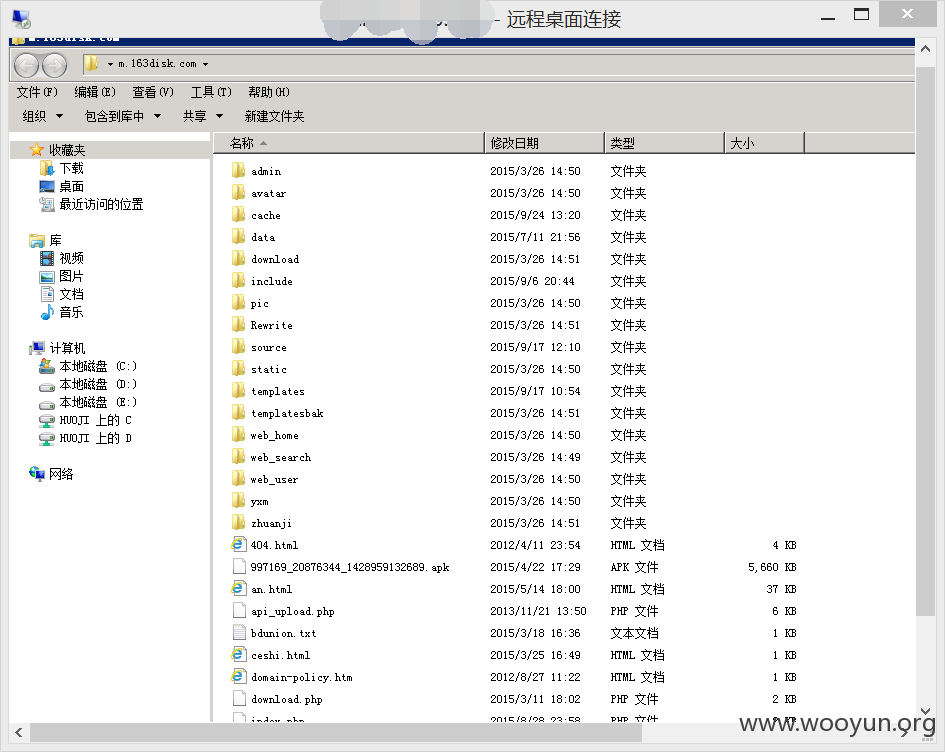 - 远程桌面连接
m.163disk.com
m.163disk.com
文件(F) 编辑(E) 查看(V) 工具(T) 帮助(H)
组织 包含到库中 共享 新建文件夹
收藏夹
下载
桌面
最近访问的位置
库
视频
图片
文档
音乐
计算机
本地磁盘 (C:)
本地磁盘 (D:)
本地磁盘 (E:)
HUOJI 上的 C
HUOJI 上的 D
网络
名称 修改日期 类型 大小
admin 2015/3/26 14:50 文件夹
avatar 2015/3/26 14:50 文件夹
cache 2015/9/24 13:20 文件夹
data 2015/7/11 21:56 文件夹
download 2015/3/26 14:51 文件夹
include 2015/9/6 20:44 文件夹
pic 2015/3/26 14:50 文件夹
Rewrite 2015/3/26 14:51 文件夹
source 2015/9/17 12:10 文件夹
static 2015/3/26 14:50 文件夹
templates 2015/9/17 10:54 文件夹
templatesbak 2015/3/26 14:51 文件夹
web_home 2015/3/26 14:50 文件夹
web_search 2015/3/26 14:49 文件夹
web_user 2015/3/26 14:50 文件夹
yxm 2015/3/26 14:50 文件夹
zhuanji 2015/3/26 14:51 文件夹
404.html 2012/4/11 23:54 HTML 文档 4 KB
997169_20876344_1428959132689.apk 2015/4/22 17:29 APK 文件 5,660 KB
an.html 2015/5/14 18:00 HTML 文档 37 KB
api_upload.php 2013/11/21 13:50 PHP 文件 6 KB
bdunion.txt 2015/3/18 16:36 文本文档 1 KB
ceshi.html 2015/3/25 16:49 HTML 文档 1 KB
domain-policy.htm 2012/8/27 11:22 HTML 文档 1 KB
download.php 2015/3/11 18:02 PHP 文件 2 KB
index.php 2015/8/28 23:58 PHP 文件 KB
www.wooyun.org